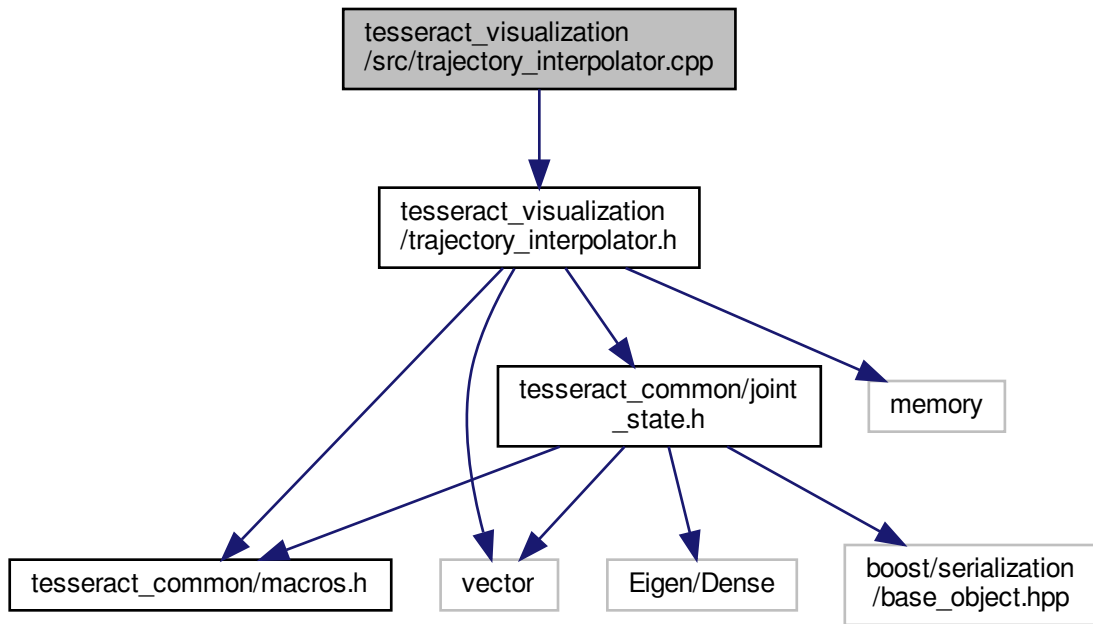 tesseract_visualization
/src/trajectory_interpolator.cpp
tesseract_visualization
/trajectory_interpolator.h
tesseract_common/joint
_state.h
memory
tesseract_common/macros.h
vector
Eigen/Dense
boost/serialization
/base_object.hpp